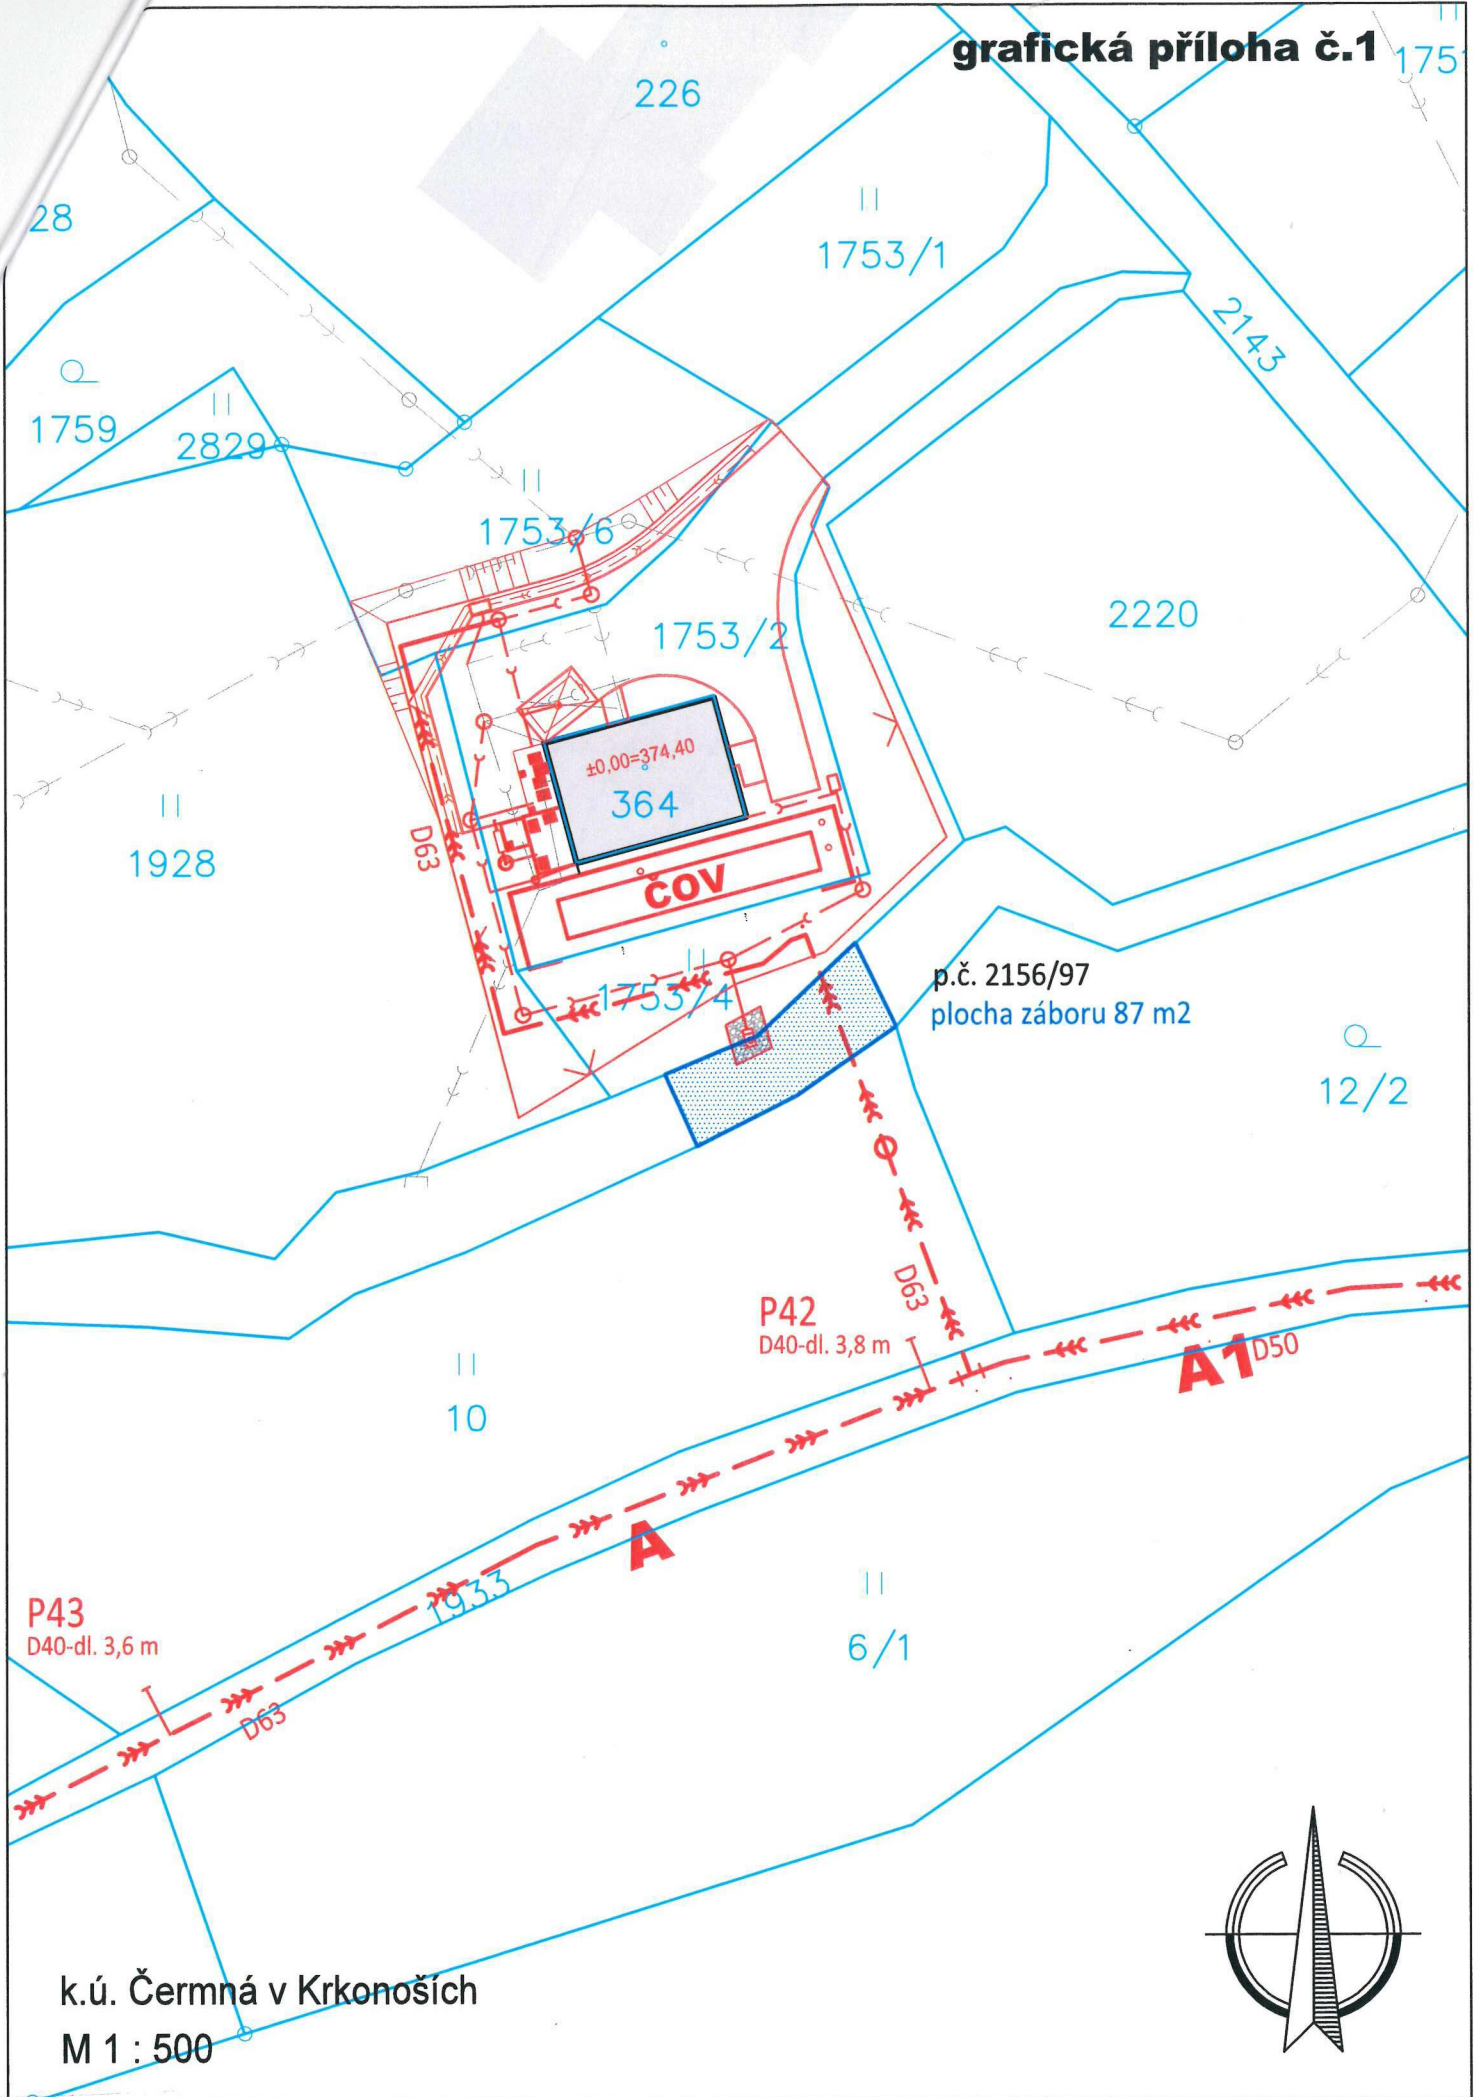 grafická příloha č.1
226
175
28
1753/1
2143
1759
2829
1753/6
1753/2
2220
±0,00=374,40
364
D63
1928
ČOV
1753/4
p.č. 2156/97
plocha záboru 87 m2
12/2
D63
P42
D40-dl. 3,8 m
A1
D50
10
A
1933
P43
D40-dl. 3,6 m
6/1
D63
k.ú. Čermná v Krkonoších
M 1 : 500